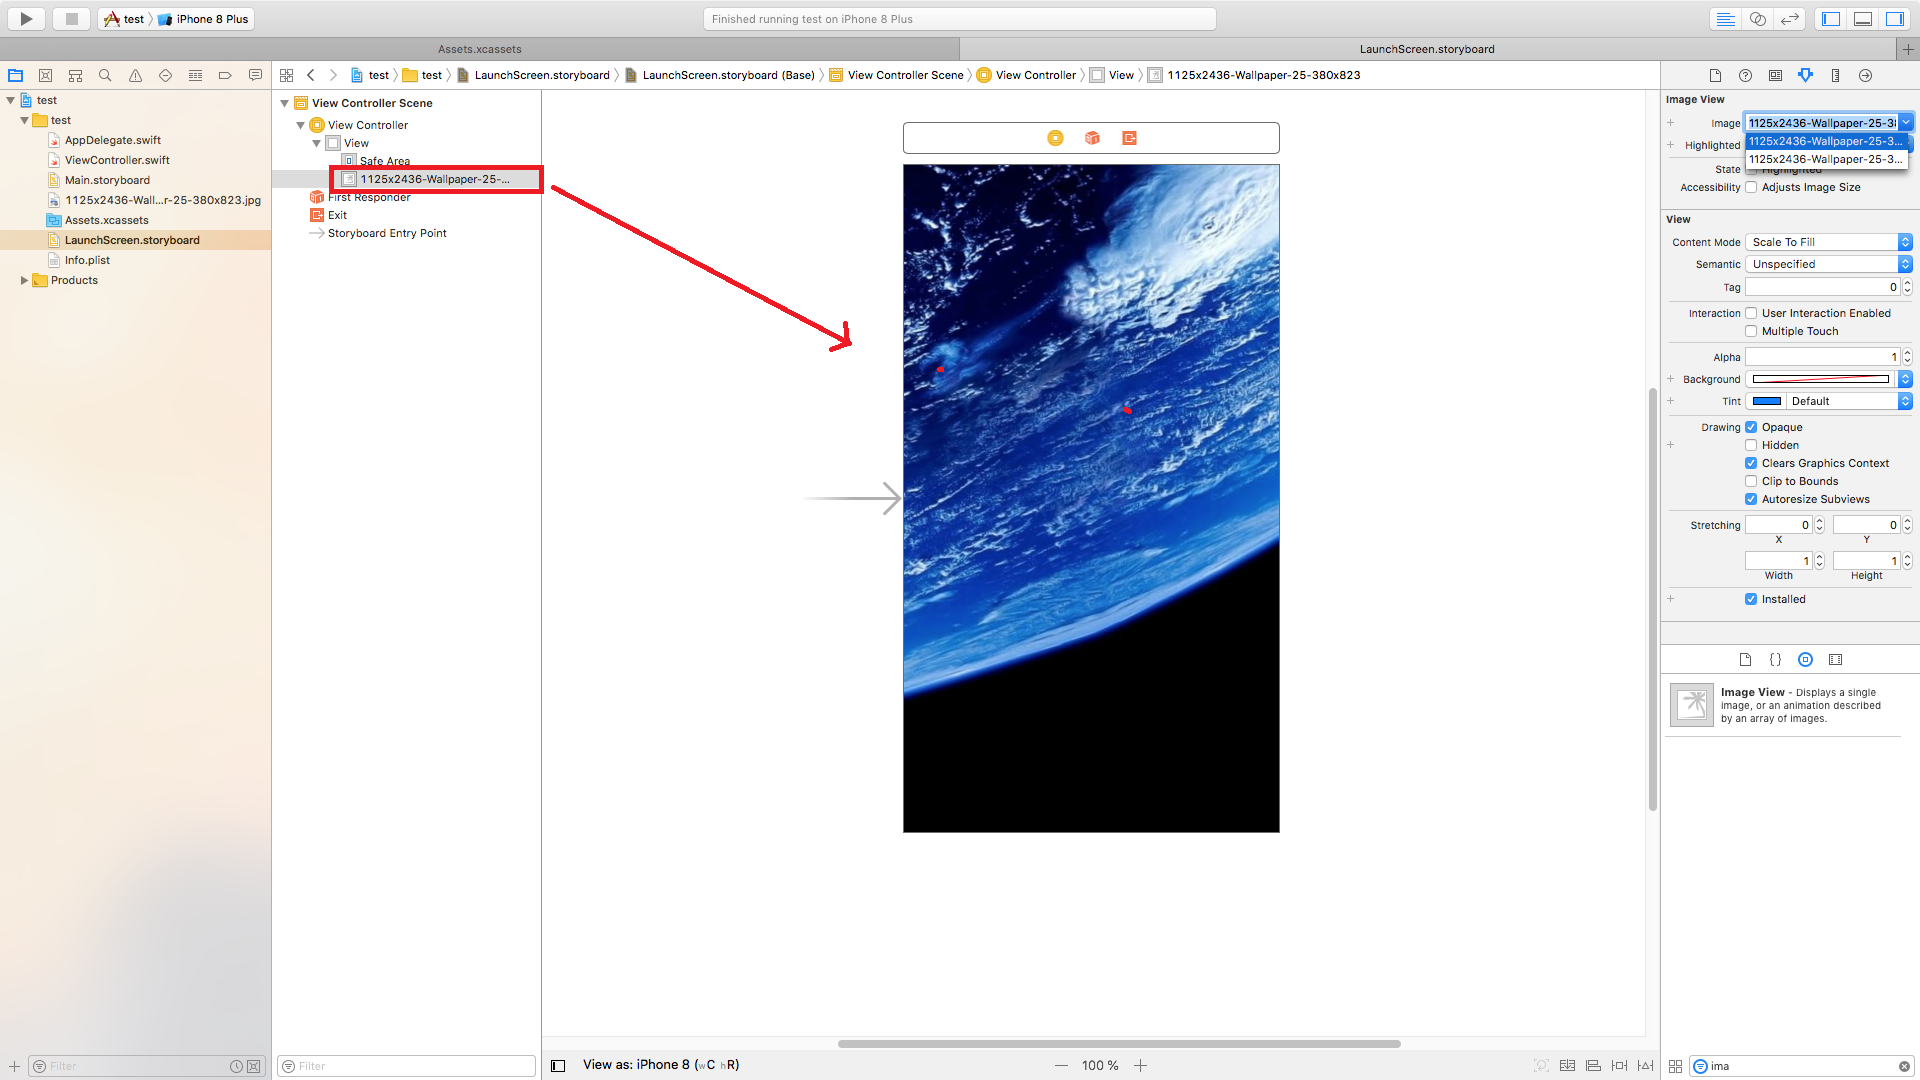 test
iPhone 8 Plus
Finished running test on iPhone 8 Plus
Assets.xcassets
LaunchScreen.storyboard
test
test
LaunchScreen.storyboard
LaunchScreen.storyboard (Base)
View Controller Scene
View Controller
View
1125x2436-Wallpaper-25-380x823
test
test
AppDelegate.swift
ViewController.swift
Main.storyboard
1125x2436-Wall...r-25-380x823.jpg
Assets.xcassets
LaunchScreen.storyboard
Info.plist
Products
Filter
View Controller Scene
View Controller
View
Safe Area
1125x2436-Wallpaper-25-...
First Responder
Exit
Storyboard Entry Point
Filter
View as: iPhone 8 (wC hR)
100 %
Image View
Image 1125x2436-Wallpaper-25-38
1125x2436-Wallpaper-25-3...
Highlighted
1125x2436-Wallpaper-25-3...
State Highlighted
Accessibility Adjusts Image Size
View
Content Mode Scale To Fill
Semantic Unspecified
Tag 0
Interaction User Interaction Enabled
Multiple Touch
Alpha 1
Background
Tint Default
Drawing Opaque
Hidden
Clears Graphics Context
Clip to Bounds
Autoresize Subviews
Stretching 0 0
X Y
1 1
Width Height
Installed
Image View - Displays a single
image, or an animation described
by an array of images.
ima